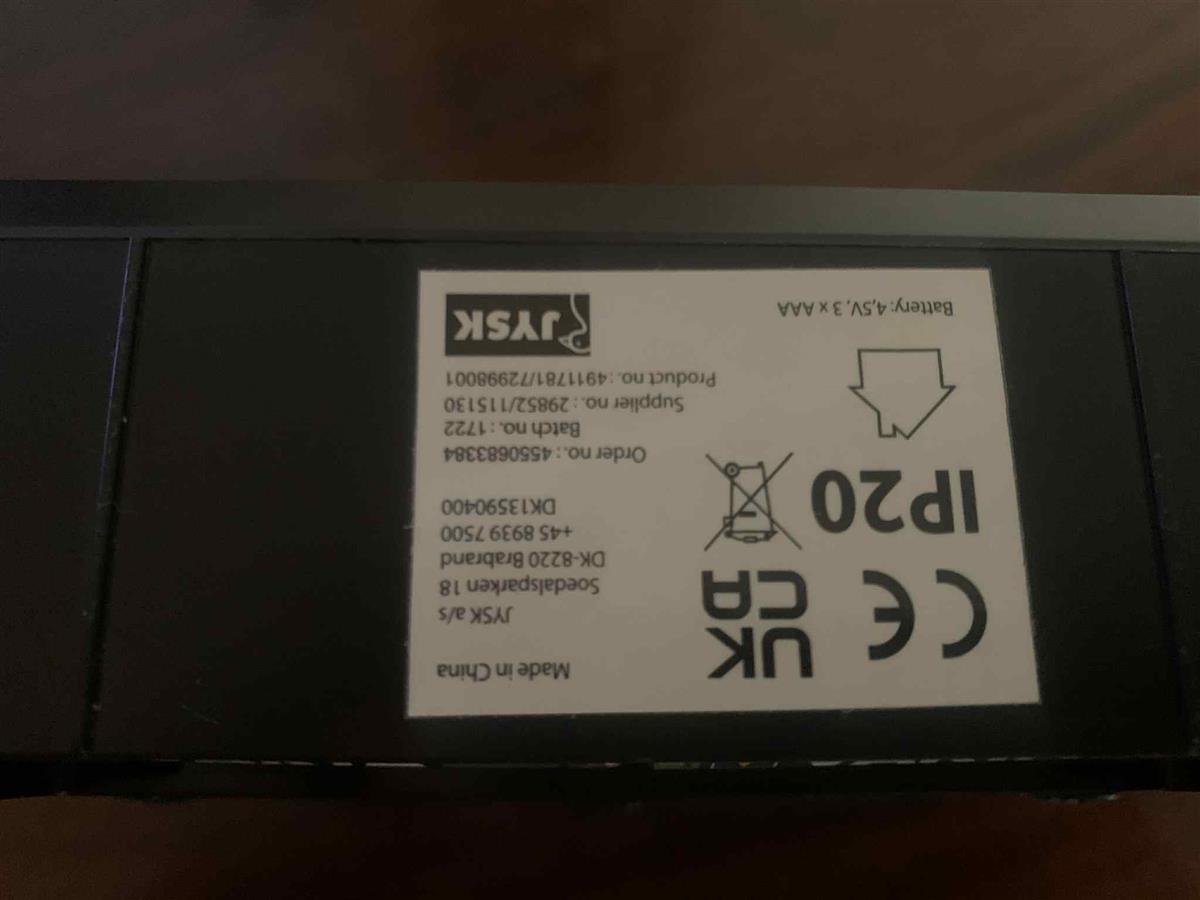 Made in China
JYSK a/s
Soedalsparken 18
DK-8220 Brabrand
+45 8939 7500
DK13590400
Order no.: 4550683384
Batch no.: 1722
Supplier no.: 29852/115130
Product no.: 4911781/72998001
JYSK
CE
UK
CA
IP20
Battery: 4,5V, 3 x AAA